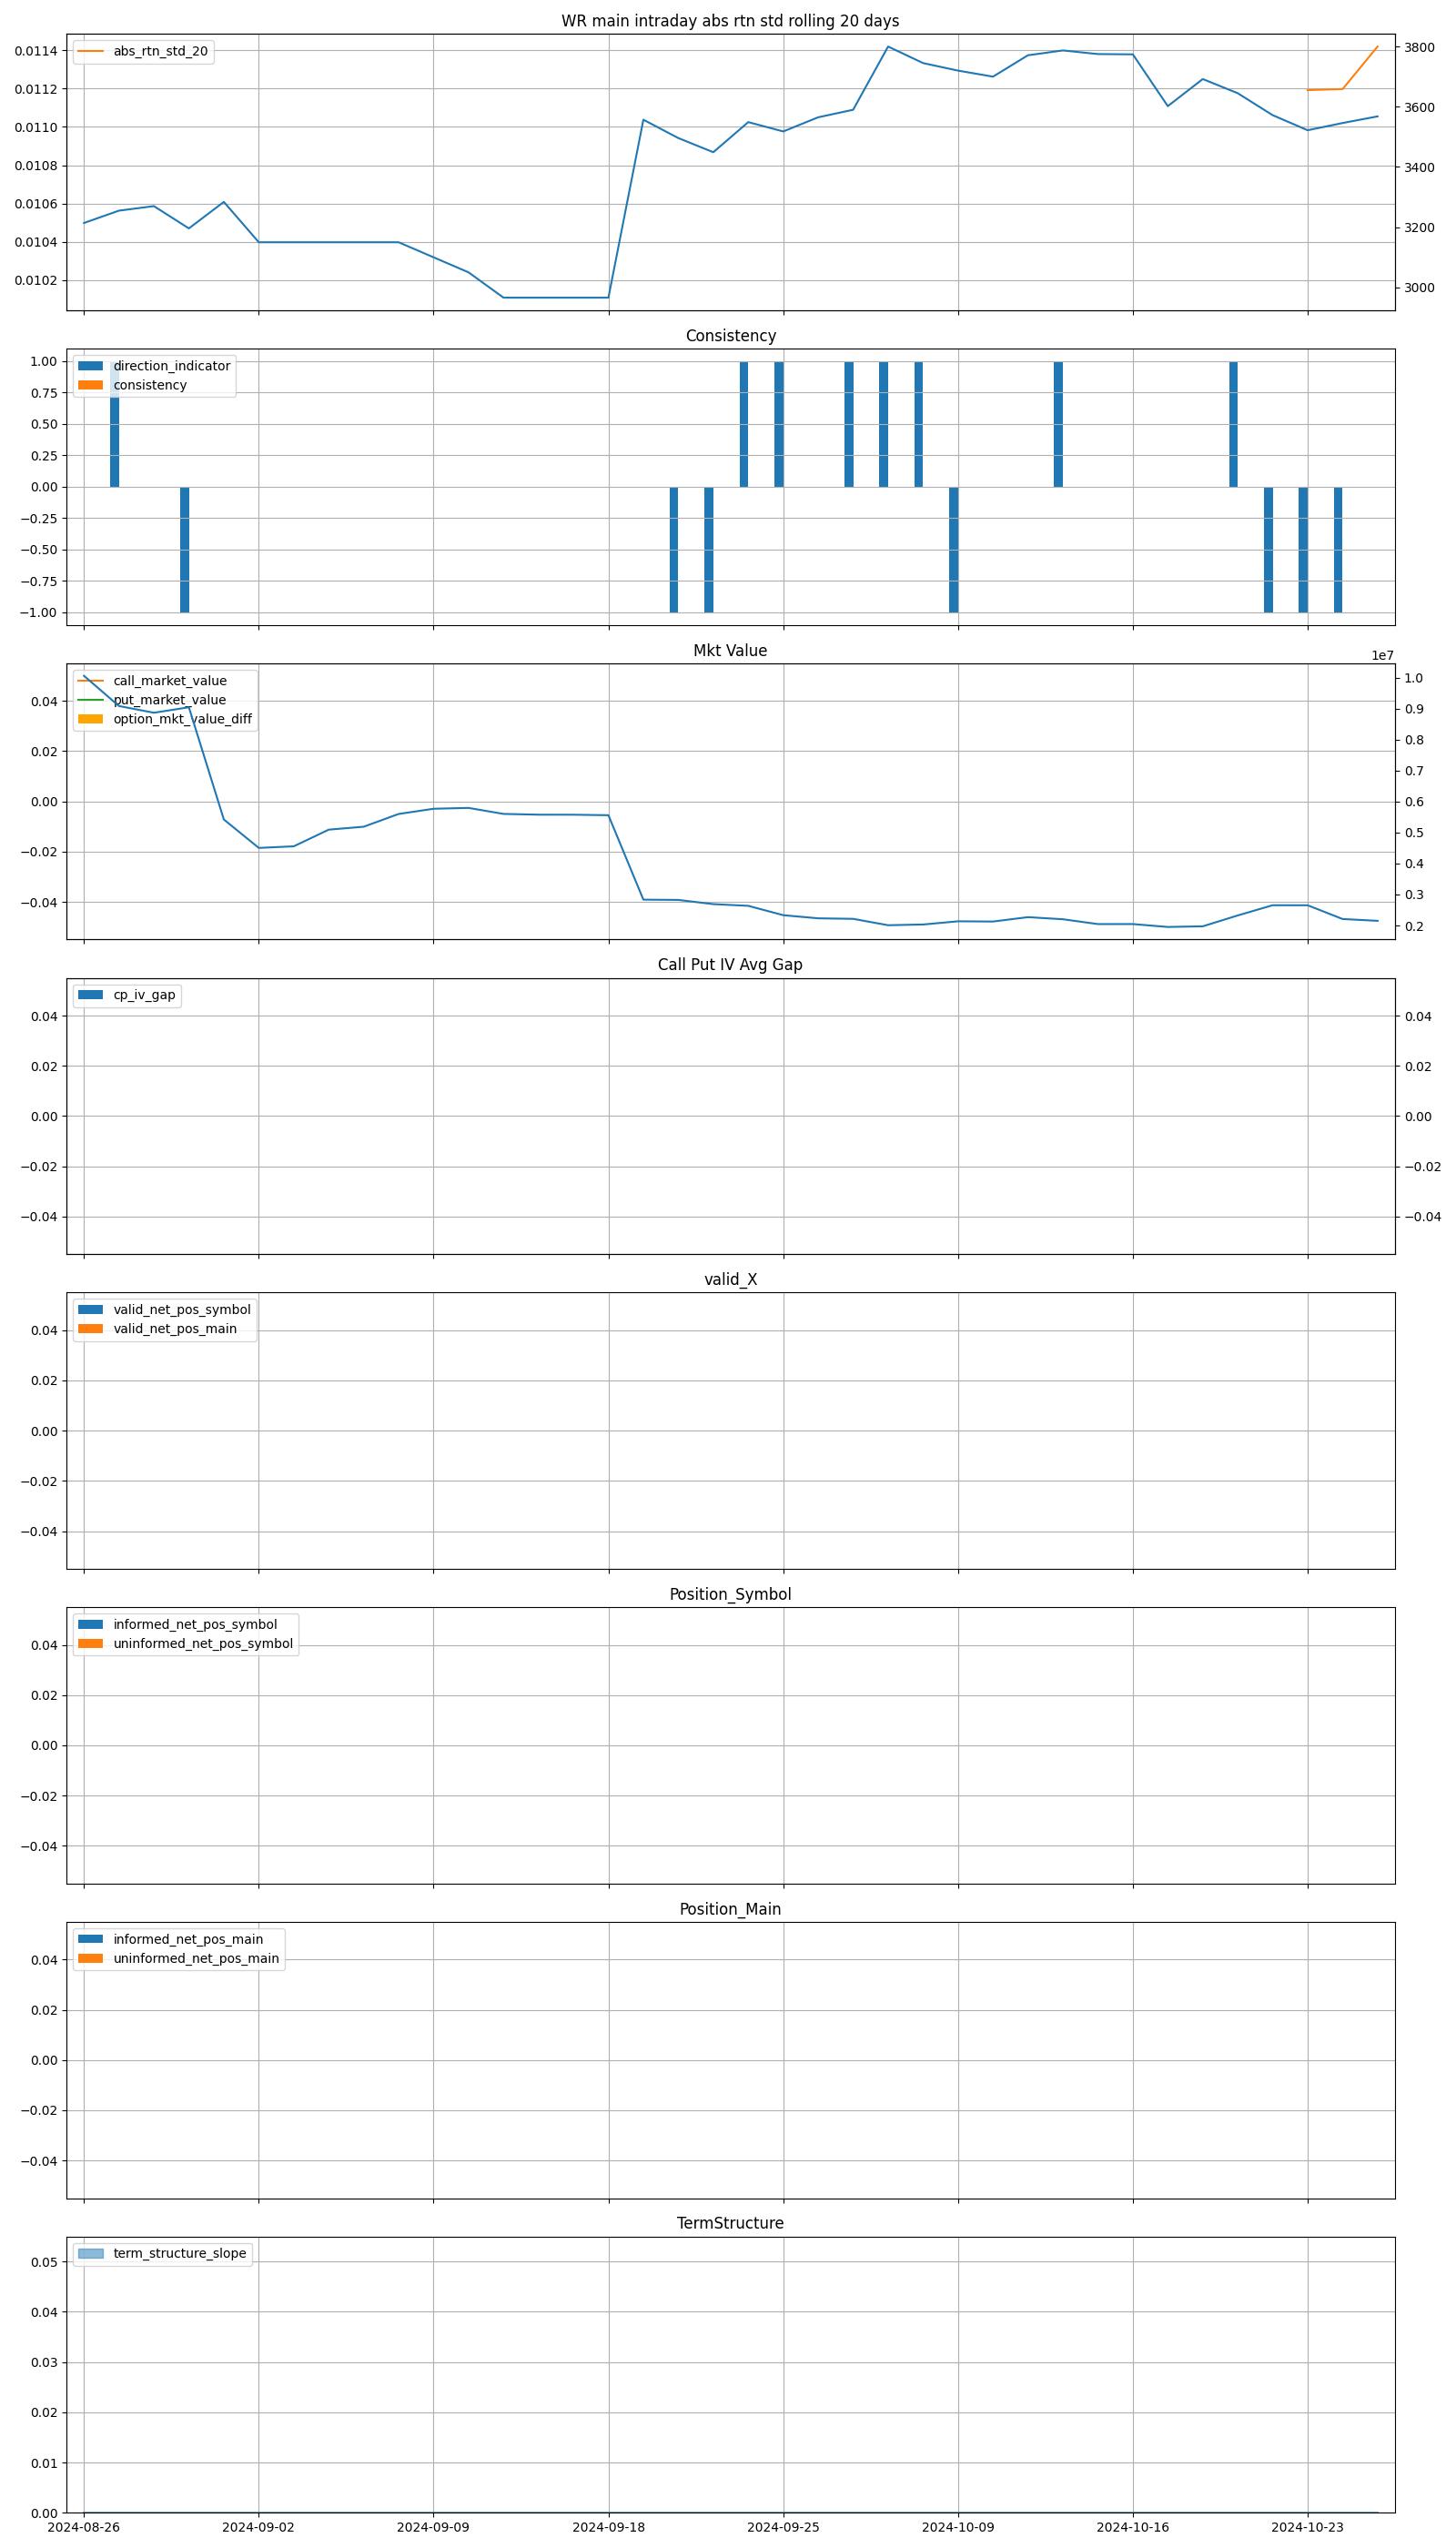 WR main intraday abs rtn std rolling 20 days
abs_rtn_std_20
0.0114
0.0112
0.0110
0.0108
0.0106
0.0104
0.0102
3800
3600
3400
3200
3000
Consistency
direction_indicator
consistency
1.00
0.75
0.50
0.25
0.00
−0.25
−0.50
−0.75
−1.00
Mkt Value
1e7
call_market_value
put_market_value
option_mkt_value_diff
0.04
0.02
0.00
−0.02
−0.04
1.0
0.9
0.8
0.7
0.6
0.5
0.4
0.3
0.2
Call Put IV Avg Gap
cp_iv_gap
0.04
0.02
0.00
−0.02
−0.04
0.04
0.02
0.00
−0.02
−0.04
valid_X
valid_net_pos_symbol
valid_net_pos_main
0.04
0.02
0.00
−0.02
−0.04
Position_Symbol
informed_net_pos_symbol
uninformed_net_pos_symbol
0.04
0.02
0.00
−0.02
−0.04
Position_Main
informed_net_pos_main
uninformed_net_pos_main
0.04
0.02
0.00
−0.02
−0.04
TermStructure
term_structure_slope
0.05
0.04
0.03
0.02
0.01
0.00
2024-08-26 2024-09-02 2024-09-09 2024-09-18 2024-09-25 2024-10-09 2024-10-16 2024-10-23